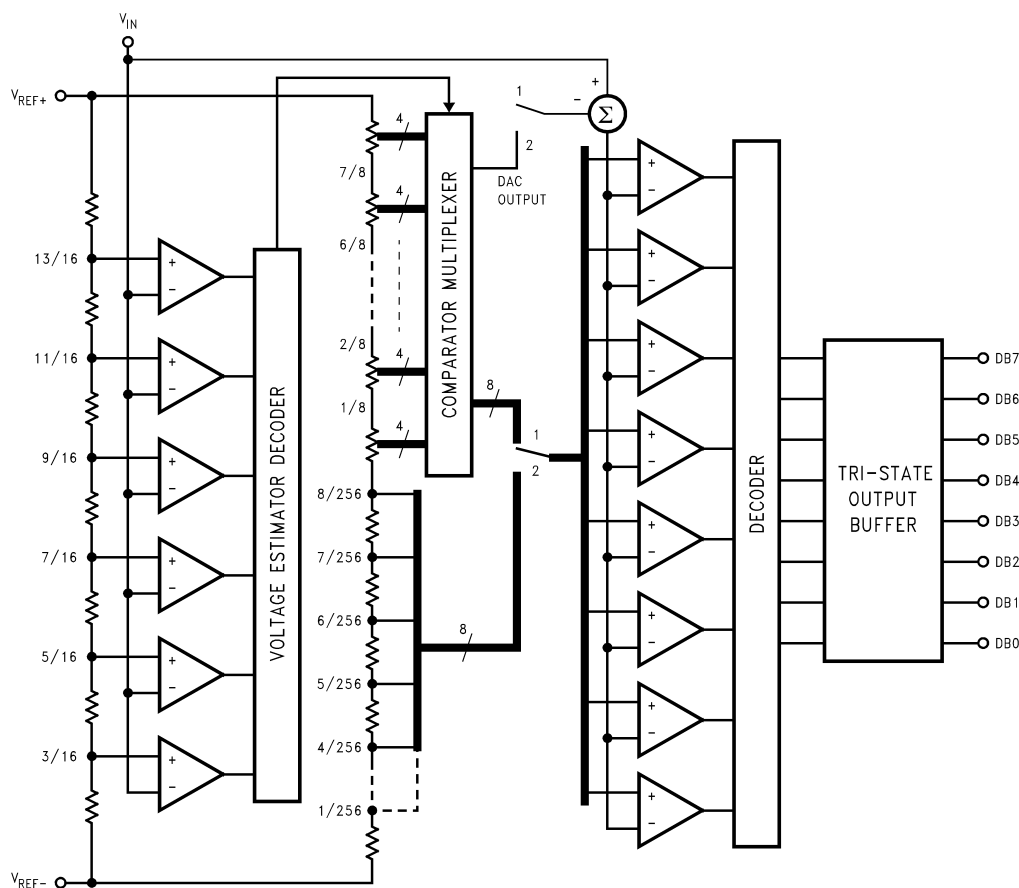 VIN
VREF+
13/16
11/16
9/16
7/16
5/16
3/16
VREF-
+
−
+
−
+
−
+
−
+
−
+
−
VOLTAGE ESTIMATOR DECODER
7/8
6/8
2/8
1/8
8/256
7/256
6/256
5/256
4/256
1/256
4
4
4
4
COMPARATOR MULTIPLEXER
1
2
DAC
OUTPUT
+
−
Σ
8
1
2
8
+
−
+
−
+
−
+
−
+
−
+
−
+
−
+
−
DECODER
TRI-STATE
OUTPUT
BUFFER
DB7
DB6
DB5
DB4
DB3
DB2
DB1
DB0